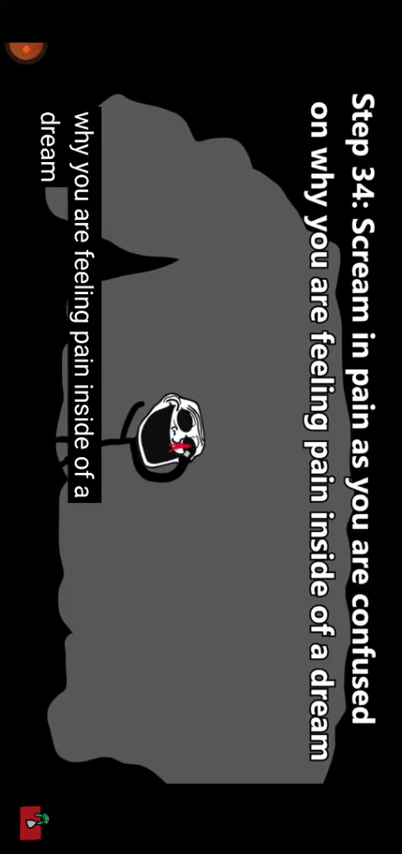 Step 34: Scream in pain as you are confused
on why you are feeling pain inside of a dream
why you are feeling pain inside of a
dream